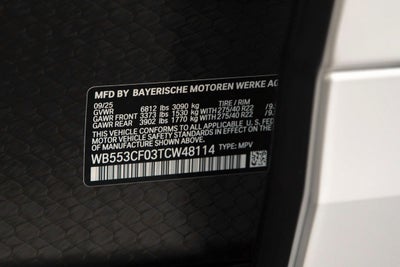 MFD BY BAYERISCHE MOTOREN WERKE AG
09/25 TIRE / RIM
GVWR 6812 lbs 3090 kg
GAWR FRONT 3373 lbs 1530 kg WITH 275/40 R22
GAWR REAR 3902 lbs 1770 kg WITH 275/40 R22
THIS VEHICLE CONFORMS TO ALL APPLICABLE U.S. FEDERAL
MOTOR VEHICLE SAFETY STANDARDS IN EFFECT ON THE DATE
OF MANUFACTURE SHOWN ABOVE.
WB553CF03TCW48114 TYPE: MPV